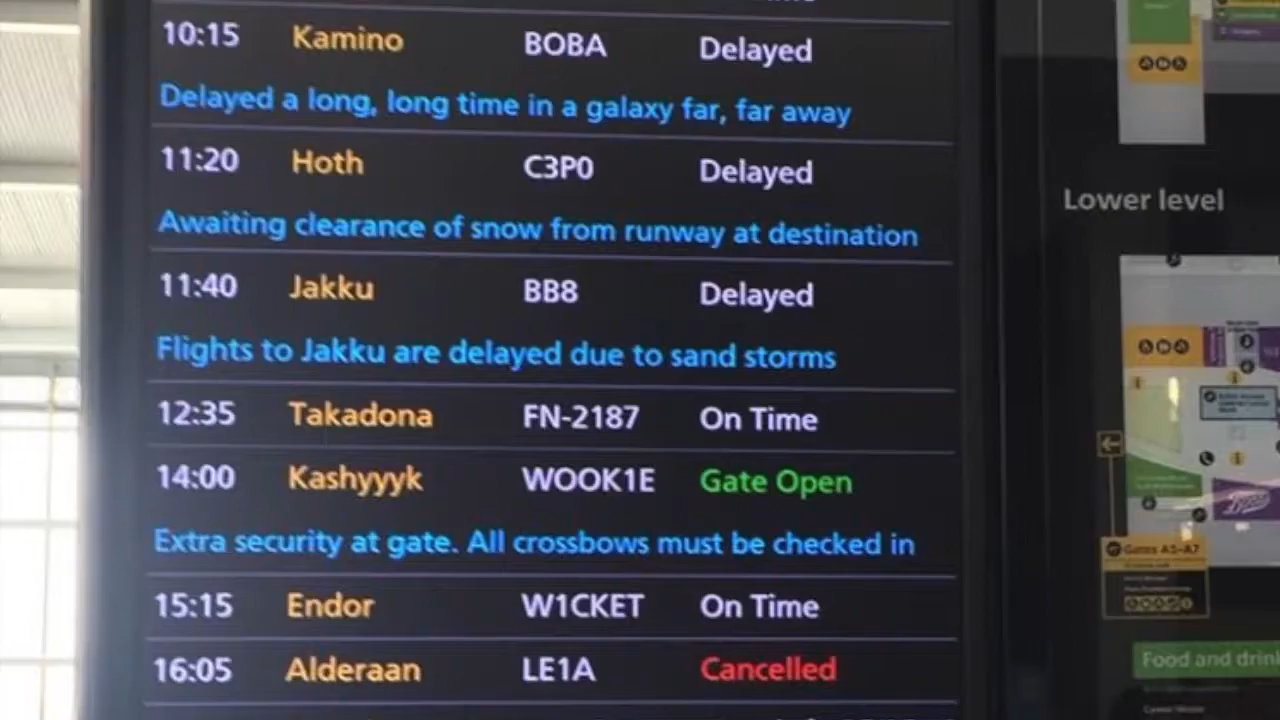 10:15 Kamino BOBA Delayed
Delayed a long, long time in a galaxy far, far away
11:20 Hoth C3P0 Delayed
Awaiting clearance of snow from runway at destination
11:40 Jakku BB8 Delayed
Flights to Jakku are delayed due to sand storms
12:35 Takadona FN-2187 On Time
14:00 Kashyyyk WOOK1E Gate Open
Extra security at gate. All crossbows must be checked in
15:15 Endor W1CKET On Time
16:05 Alderaan LE1A Cancelled
Lower level
Boots
Gates A5-A7
Food and drink